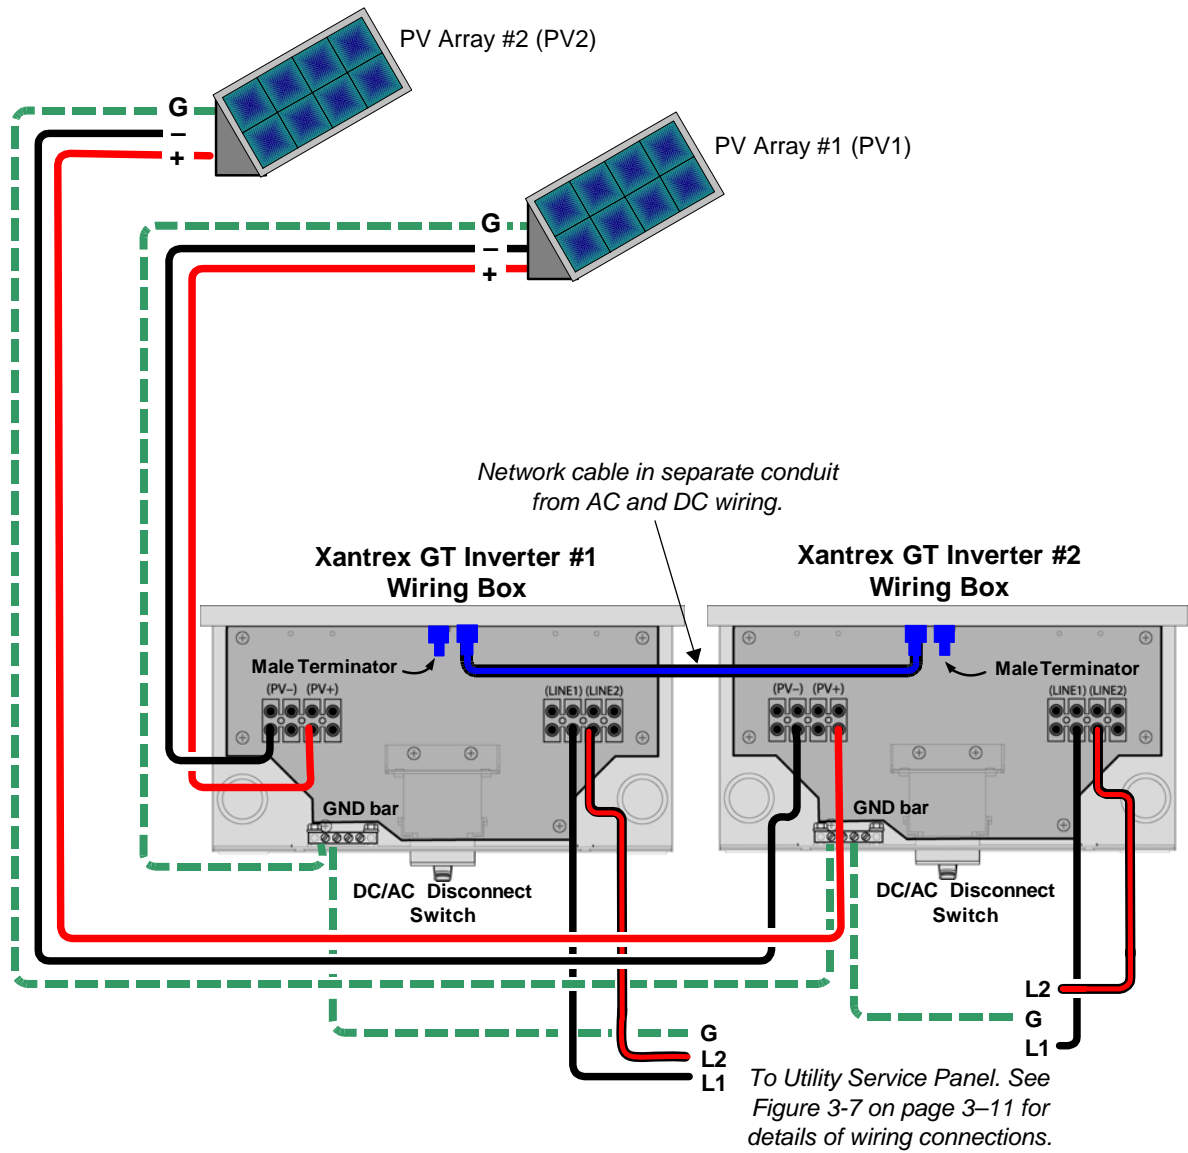 PV Array #2 (PV2)
G
–
+
PV Array #1 (PV1)
G
–
+
Network cable in separate conduit
from AC and DC wiring.
Xantrex GT Inverter #1
Wiring Box
Xantrex GT Inverter #2
Wiring Box
Male Terminator
(PV–) (PV+)
(LINE1) (LINE2)
GND bar
DC/AC Disconnect
Switch
Male Terminator
(PV–) (PV+)
(LINE1) (LINE2)
GND bar
DC/AC Disconnect
Switch
L2
G
L1
G
L2
L1
To Utility Service Panel. See
Figure 3-7 on page 3–11 for
details of wiring connections.